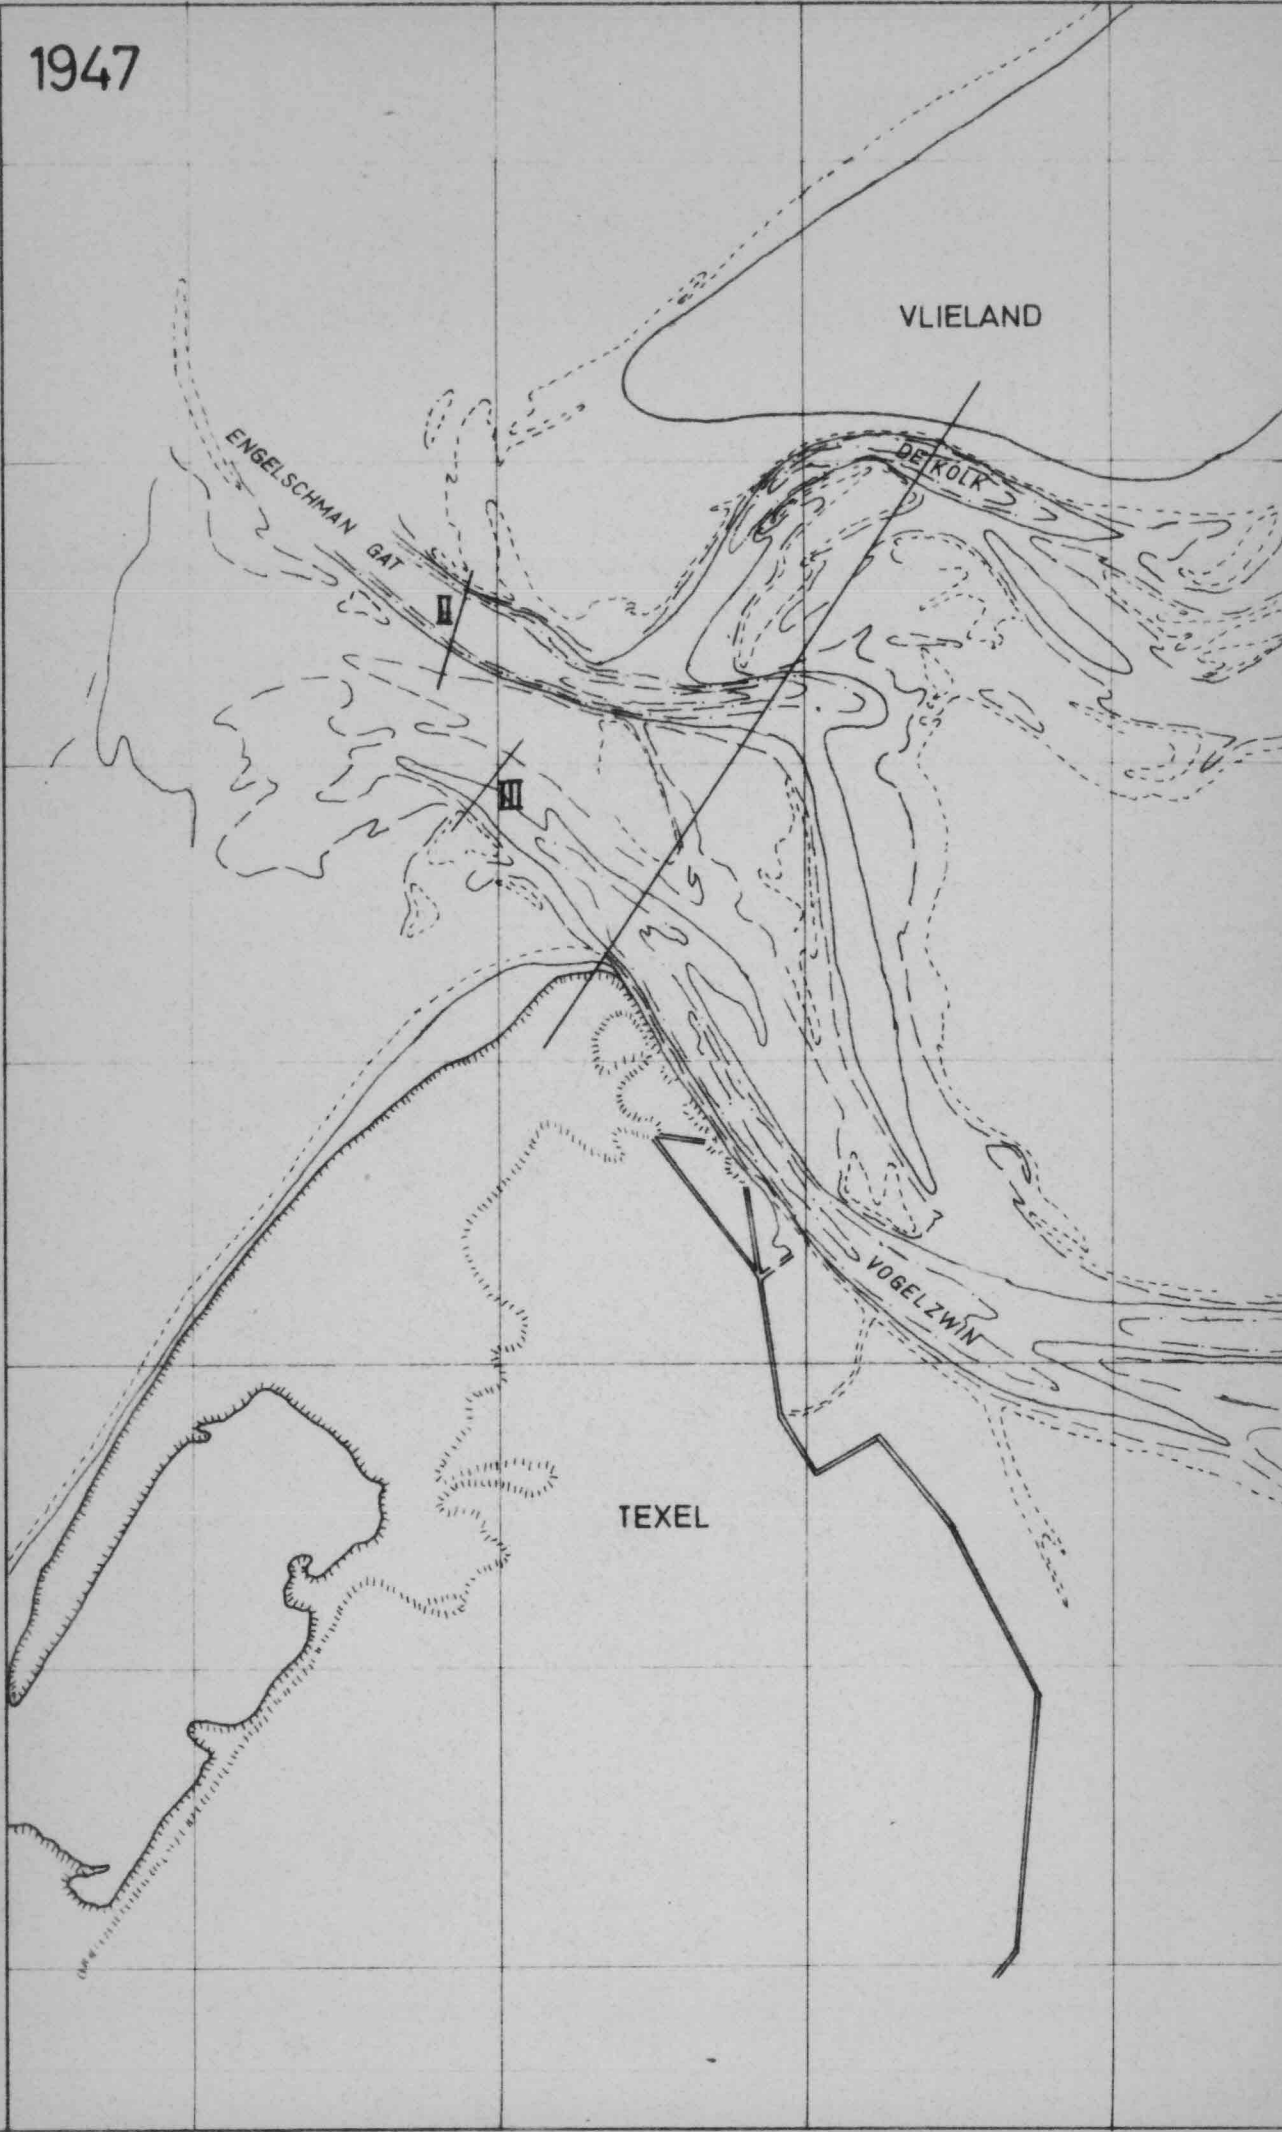 1947
VLIELAND
DE KOLK
ENGELSCHMAN GAT
II
III
VOGELZWIN
TEXEL